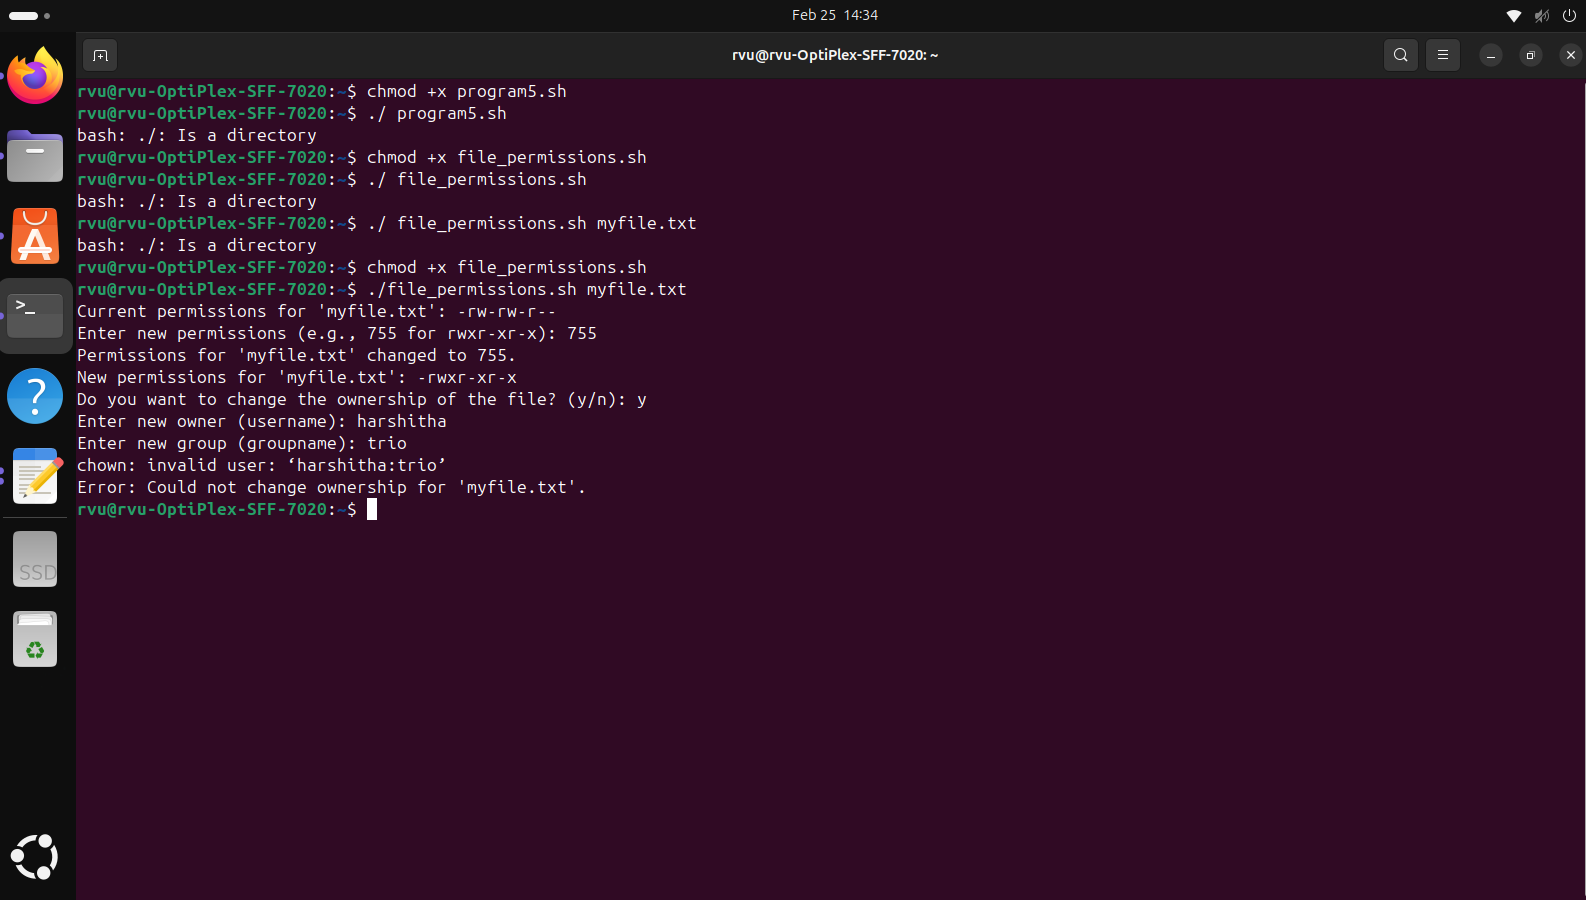 Feb 25 14:34
rvu@rvu-OptiPlex-SFF-7020: ~
rvu@rvu-OptiPlex-SFF-7020:~$ chmod +x program5.sh
rvu@rvu-OptiPlex-SFF-7020:~$ ./ program5.sh
bash: ./: Is a directory
rvu@rvu-OptiPlex-SFF-7020:~$ chmod +x file_permissions.sh
rvu@rvu-OptiPlex-SFF-7020:~$ ./ file_permissions.sh
bash: ./: Is a directory
rvu@rvu-OptiPlex-SFF-7020:~$ ./ file_permissions.sh myfile.txt
bash: ./: Is a directory
rvu@rvu-OptiPlex-SFF-7020:~$ chmod +x file_permissions.sh
rvu@rvu-OptiPlex-SFF-7020:~$ ./file_permissions.sh myfile.txt
Current permissions for 'myfile.txt': -rw-rw-r--
Enter new permissions (e.g., 755 for rwxr-xr-x): 755
Permissions for 'myfile.txt' changed to 755.
New permissions for 'myfile.txt': -rwxr-xr-x
Do you want to change the ownership of the file? (y/n): y
Enter new owner (username): harshitha
Enter new group (groupname): trio
chown: invalid user: ‘harshitha:trio’
Error: Could not change ownership for 'myfile.txt'.
rvu@rvu-OptiPlex-SFF-7020:~$
SSD